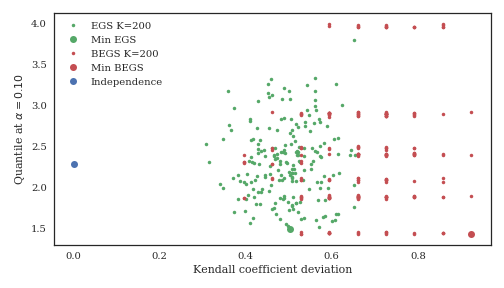 4.0
3.5
3.0
2.5
2.0
1.5
Quantile at α = 0.10
EGS K=200
Min EGS
BEGS K=200
Min BEGS
Independence
0.0 0.2 0.4 0.6 0.8
Kendall coefficient deviation